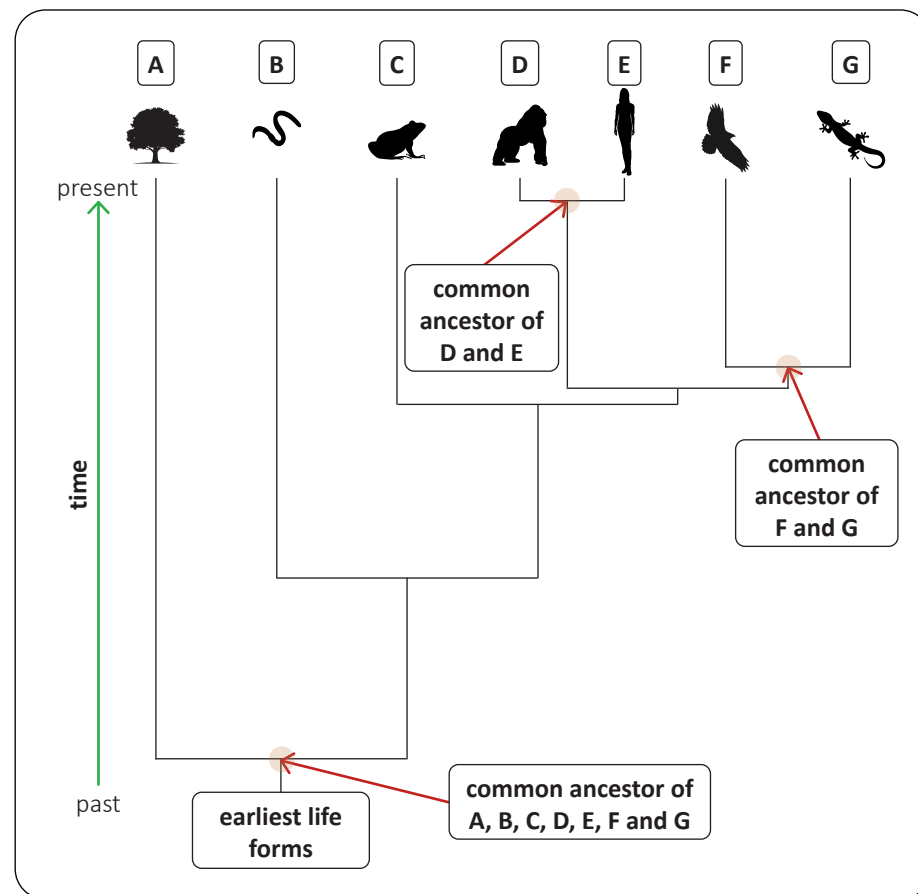 A B C D E F G
present
common
ancestor of
D and E
time
common
ancestor of
F and G
past
earliest life
forms
common ancestor of
A, B, C, D, E, F and G